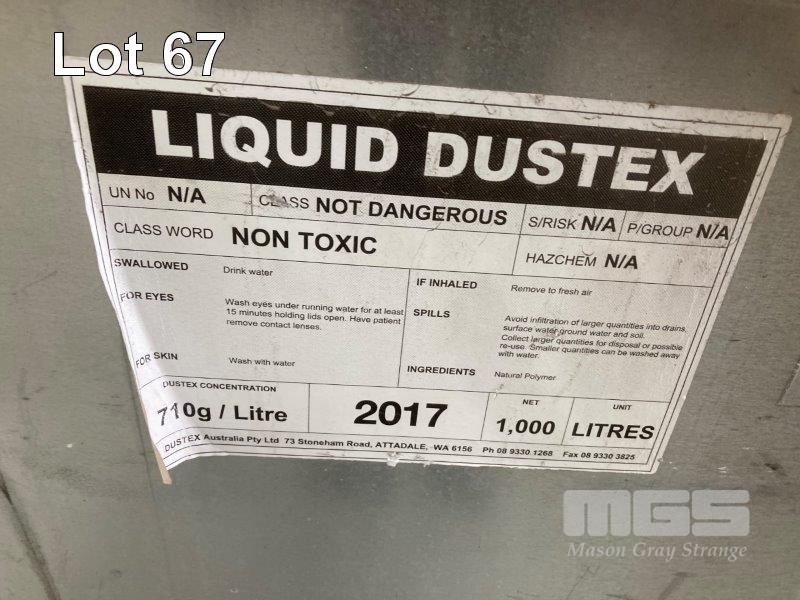 Lot 67
LIQUID DUSTEX
UN No N/A
CLASS NOT DANGEROUS
S/RISK N/A
P/GROUP N/A
CLASS WORD NON TOXIC
HAZCHEM N/A
SWALLOWED Drink water
FOR EYES
Wash eyes under running water for at least
15 minutes holding lids open. Have patient
remove contact lenses.
FOR SKIN Wash with water
IF INHALED Remove to fresh air
SPILLS
Avoid infiltration of larger quantities into drains,
surface water ground water and soil.
Collect larger quantities for disposal or possible
re-use. Smaller quantities can be washed away
with water.
INGREDIENTS Natural Polymer
DUSTEX CONCENTRATION
710g / Litre
2017
NET
1,000
UNIT
LITRES
DUSTEX Australia Pty Ltd 73 Stoneham Road, ATTADALE, WA 6156 Ph 08 9330 1268 Fax 08 9330 3825
MGS
Mason Gray Strange